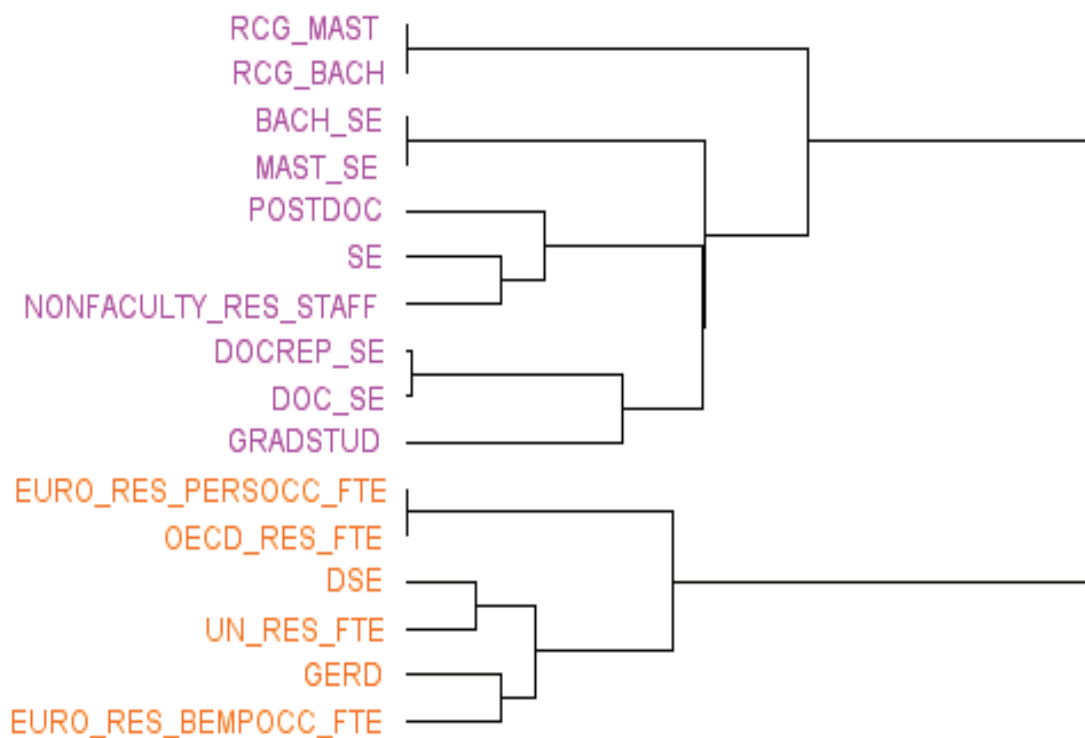 RCG_MAST
RCG_BACH
BACH_SE
MAST_SE
POSTDOC
SE
NONFACULTY_RES_STAFF
DOCREP_SE
DOC_SE
GRADSTUD
EURO_RES_PERSOCC_FTE
OECD_RES_FTE
DSE
UN_RES_FTE
GERD
EURO_RES_BEMPOCC_FTE